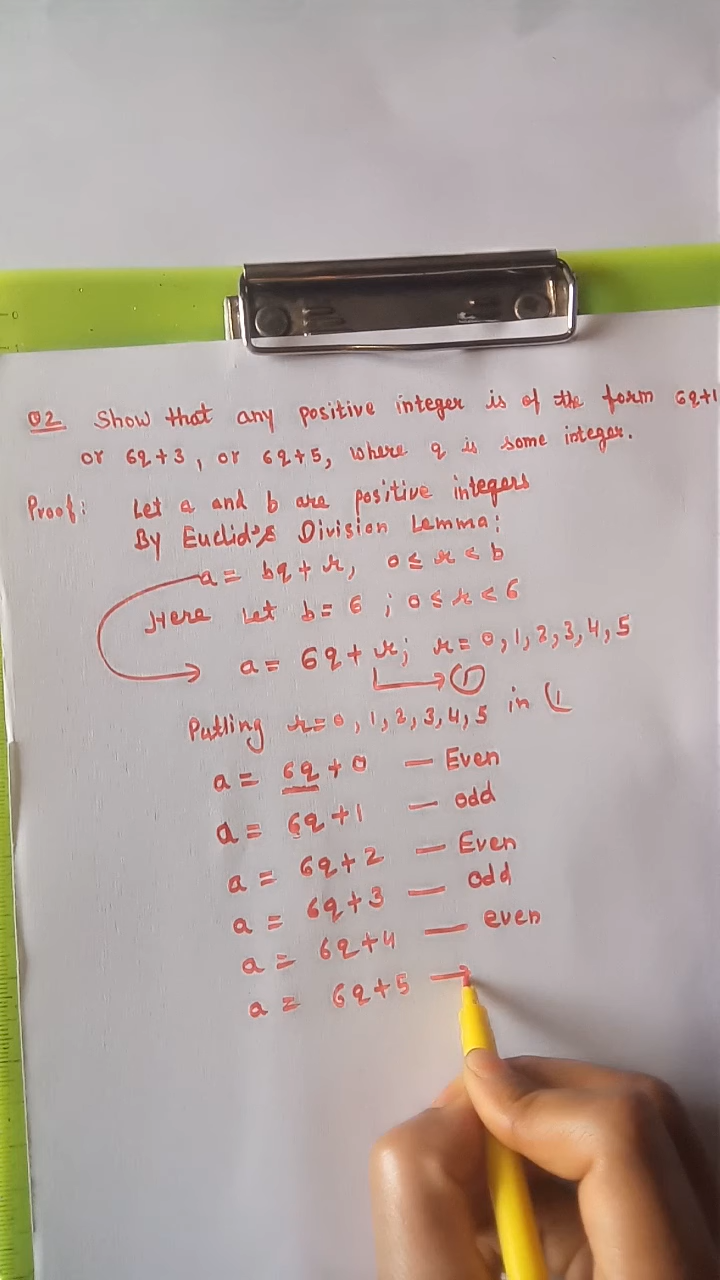 Q2 Show that any positive integer is of the form 6q+1
or 6q+3, or 6q+5, where q is some integer.
Proof: Let a and b are positive integers
By Euclid's Division Lemma:
a = bq + r, 0 ≤ r < b
Here Let b = 6 ; 0 ≤ r < 6
a = 6q + r; r = 0, 1, 2, 3, 4, 5
①
Putting r = 0, 1, 2, 3, 4, 5 in (1
a = 6q + 0 — Even
a = 6q+1 — odd
a = 6q+2 — Even
a = 6q+3 — odd
a = 6q+4 — even
a = 6q+5 —